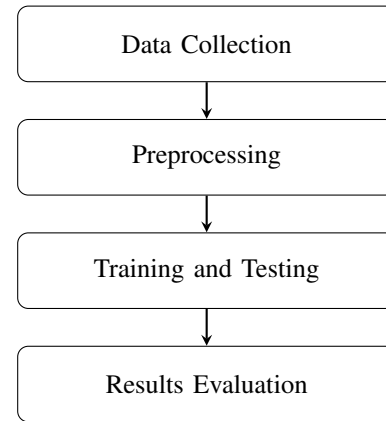 Data Collection
Preprocessing
Training and Testing
Results Evaluation